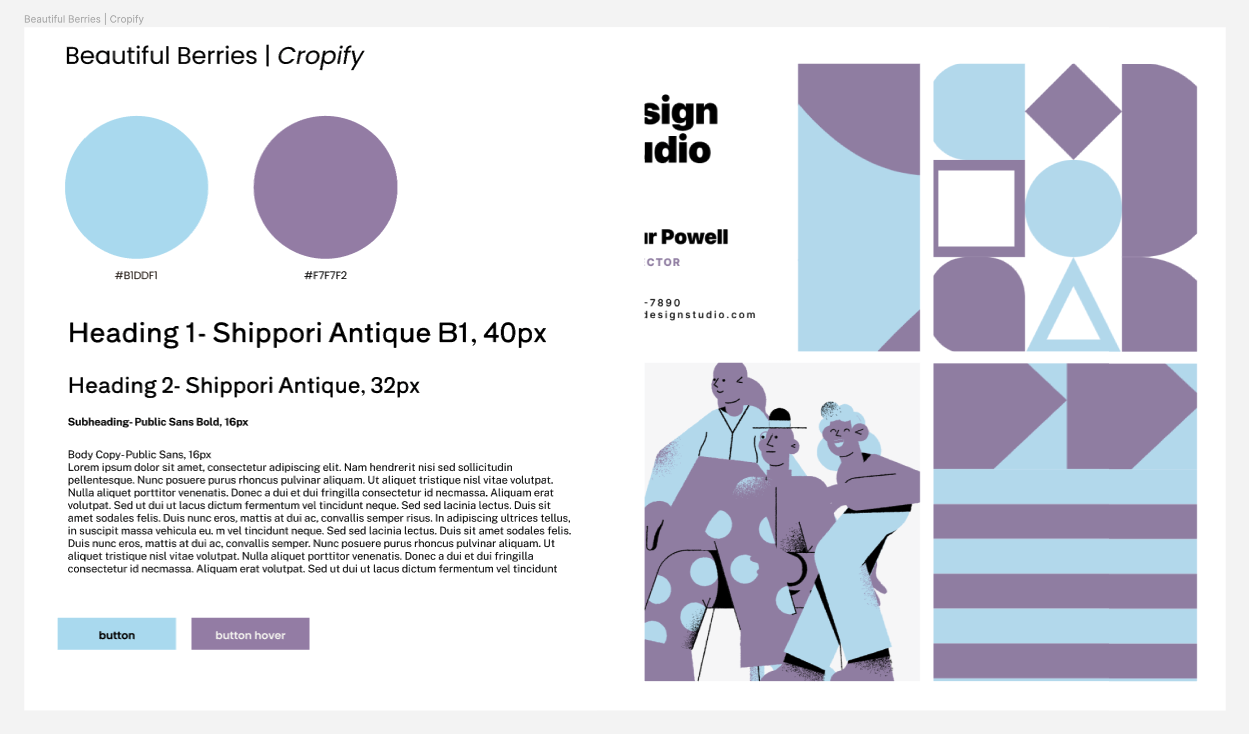 Beautiful Berries | Cropify
Beautiful Berries | Cropify
#B1DDF1
#F7F7F2
Heading 1- Shippori Antique B1, 40px
Heading 2- Shippori Antique, 32px
Subheading- Public Sans Bold, 16px
Body Copy- Public Sans, 16px
Lorem ipsum dolor sit amet, consectetur adipiscing elit. Nam hendrerit nisi sed sollicitudin
pellentesque. Nunc posuere purus rhoncus pulvinar aliquam. Ut aliquet tristique nisl vitae volutpat.
Nulla aliquet porttitor venenatis. Donec a dui et dui fringilla consectetur id necmassa. Aliquam erat
volutpat. Sed ut dui ut lacus dictum fermentum vel tincidunt neque. Sed sed lacinia lectus. Duis sit
amet sodales felis. Duis nunc eros, mattis at dui ac, convallis semper risus. In adipiscing ultrices tellus,
in suscipit massa vehicula eu. m vel tincidunt neque. Sed sed lacinia lectus. Duis sit amet sodales felis.
Duis nunc eros, mattis at dui ac, convallis semper. Nunc posuere purus rhoncus pulvinar aliquam. Ut
aliquet tristique nisl vitae volutpat. Nulla aliquet porttitor venenatis. Donec a dui et dui fringilla
consectetur id necmassa. Aliquam erat volutpat. Sed ut dui ut lacus dictum fermentum vel tincidunt
button
button hover
sign
udio
ur Powell
ECTOR
-7890
designstudio.com